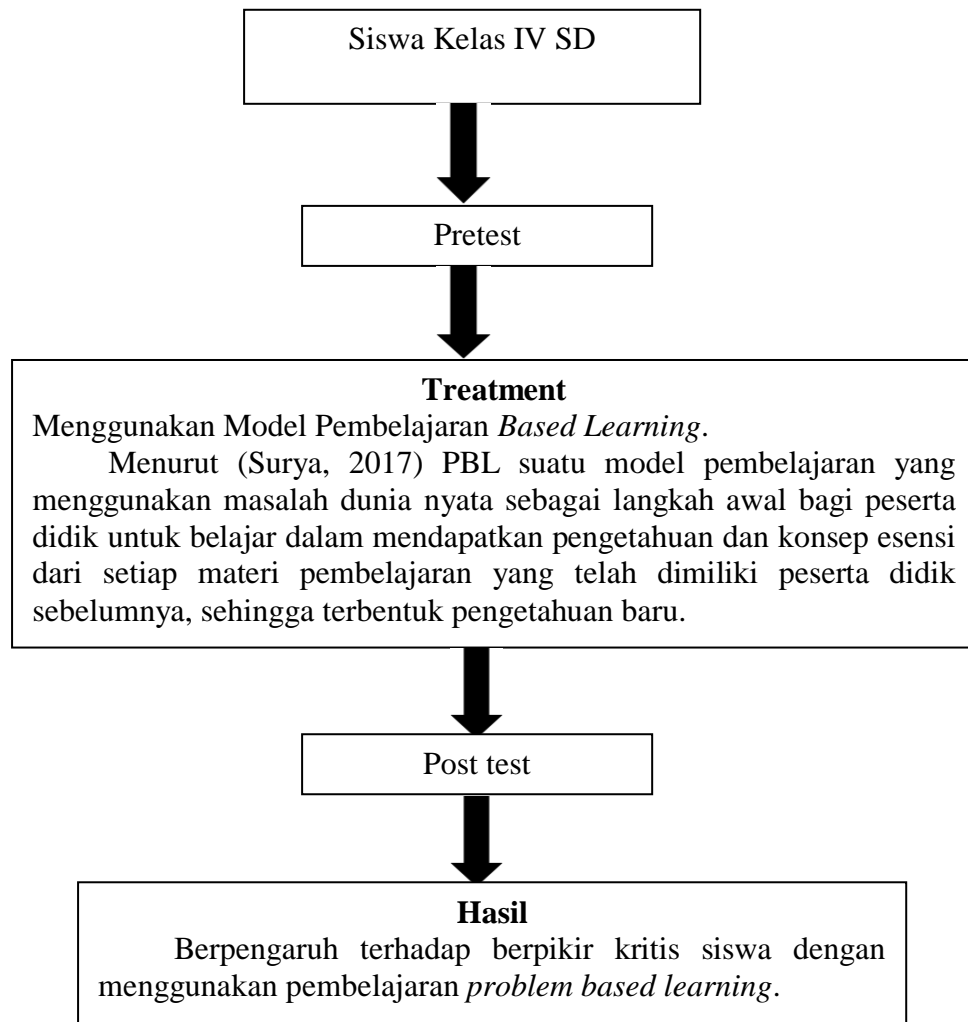 Siswa Kelas IV SD
Pretest
Treatment
Menggunakan Model Pembelajaran Based Learning.
Menurut (Surya, 2017) PBL suatu model pembelajaran yang
menggunakan masalah dunia nyata sebagai langkah awal bagi peserta
didik untuk belajar dalam mendapatkan pengetahuan dan konsep esensi
dari setiap materi pembelajaran yang telah dimiliki peserta didik
sebelumnya, sehingga terbentuk pengetahuan baru.
Post test
Hasil
Berpengaruh terhadap berpikir kritis siswa dengan
menggunakan pembelajaran problem based learning.